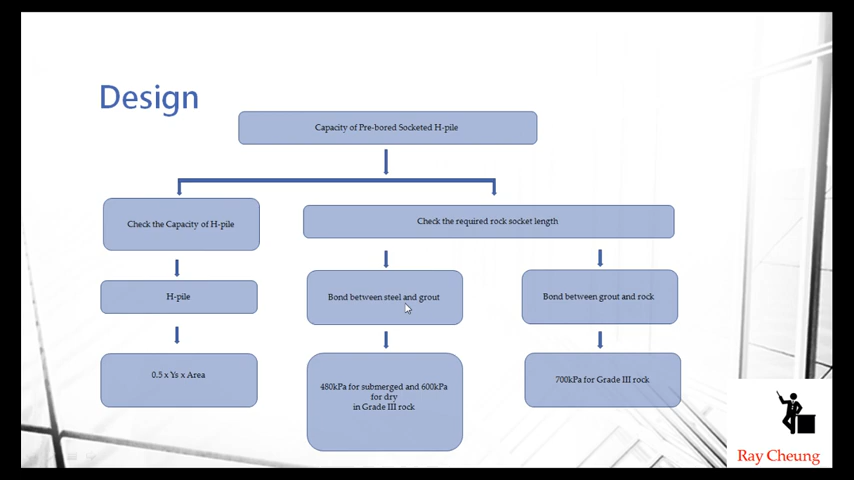 Design
Capacity of Pre-bored Socketed H-pile
Check the Capacity of H-pile
Check the required rock socket length
H-pile
Bond between steel and grout
Bond between grout and rock
0.5 x Ys x Area
480kPa for submerged and 600kPa
for dry
in Grade III rock
700kPa for Grade III rock
Ray Cheung